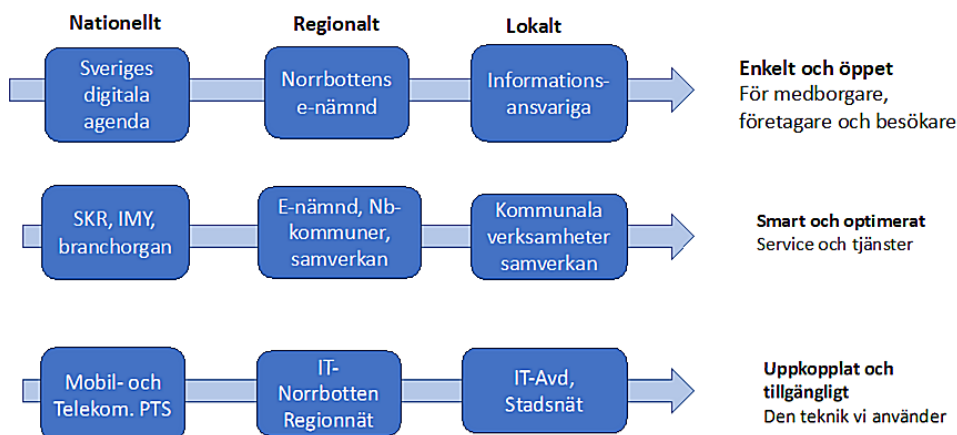 Nationellt
Regionalt
Lokalt
Sveriges
digitala
agenda
Norrbottens
e-nämnd
Informations-
ansvariga
Enkelt och öppet
För medborgare,
företagare och besökare
SKR, IMY,
branchorgan
E-nämnd, Nb-
kommuner,
samverkan
Kommunala
verksamheter
samverkan
Smart och optimerat
Service och tjänster
Mobil- och
Telekom. PTS
IT-
Norrbotten
Regionnät
IT-Avd,
Stadsnät
Uppkopplat och
tillgängligt
Den teknik vi använder